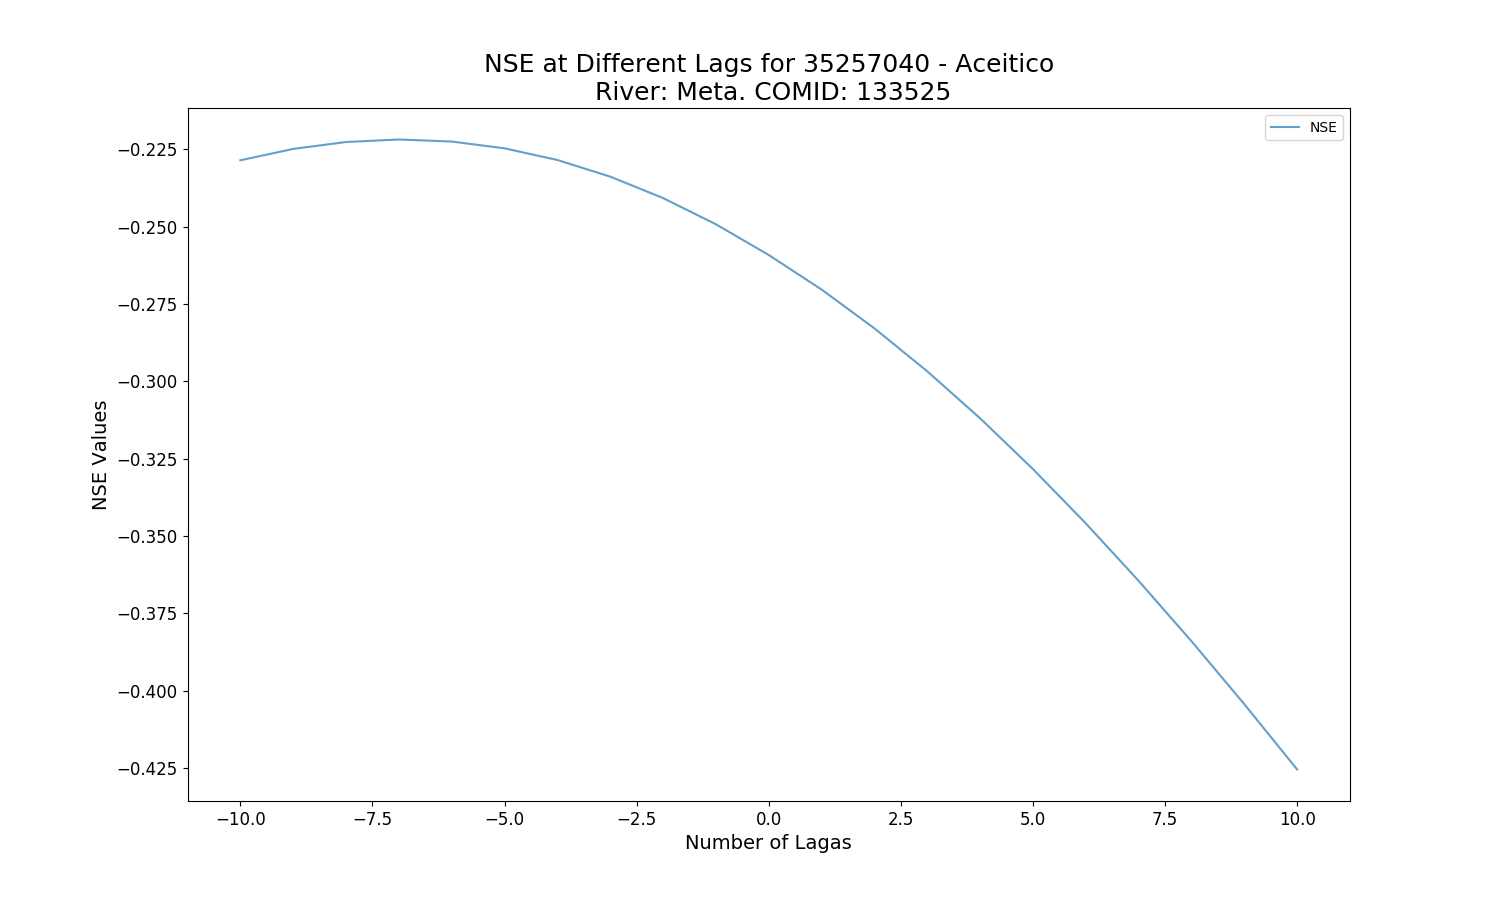 NSE at Different Lags for 35257040 - Aceitico
River: Meta. COMID: 133525
NSE
−0.225
−0.250
−0.275
−0.300
−0.325
−0.350
−0.375
−0.400
−0.425
NSE Values
−10.0 −7.5 −5.0 −2.5 0.0 2.5 5.0 7.5 10.0
Number of Lagas